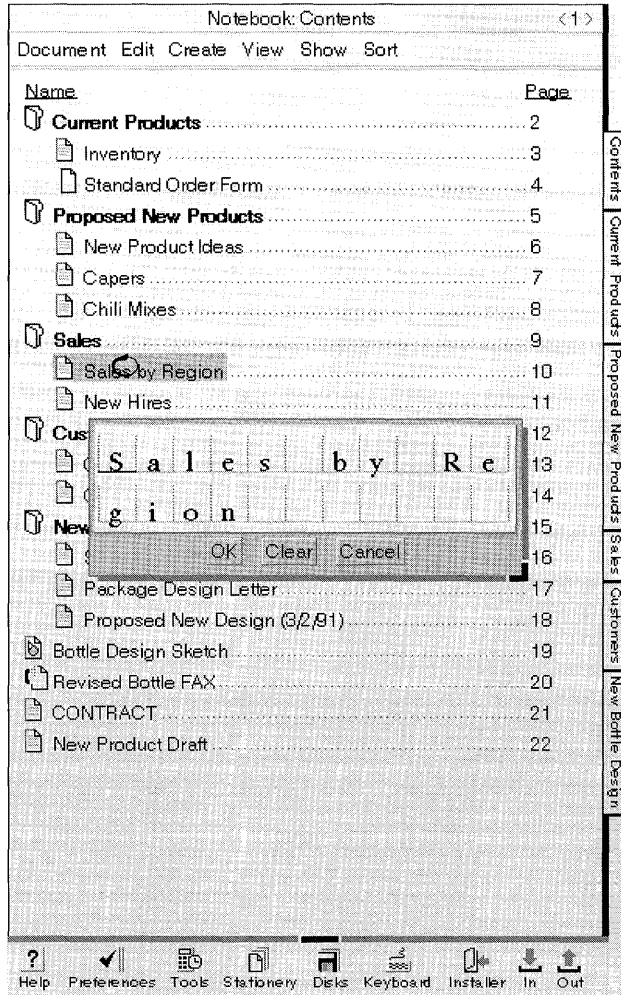 Notebook: Contents <1>
Document Edit Create View Show Sort
Name Page
Current Products 2
Inventory 3
Standard Order Form 4
Proposed New Products 5
New Product Ideas 6
Capers 7
Chili Mixes 8
Sales 9
Sales by Region 10
New Hires 11
Cus 12
13
14
New 15
16
Sales by Re
gion
OK Clear Cancel
Package Design Letter 17
Proposed New Design (3/2/91) 18
Bottle Design Sketch 19
Revised Bottle FAX 20
CONTRACT 21
New Product Draft 22
Contents Current Products Proposed New Products Sales Customers New Bottle Design
Help Preferences Tools Stationery Disks Keyboard Installer In Out